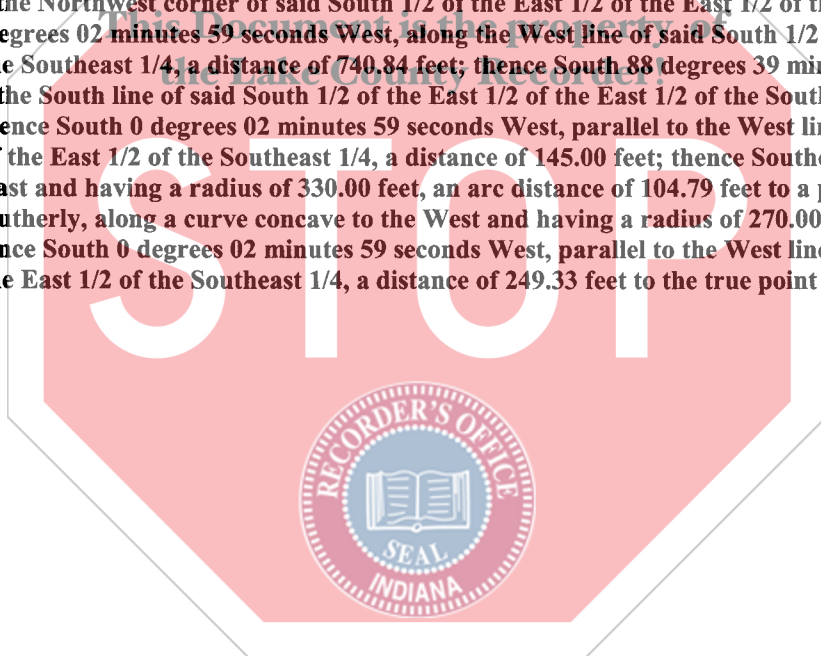 the Northwest corner of said South 1/2 of the East 1/2 of the East 1/2 of
This Document is the property of
egrees 02 minutes 59 seconds West, along the West line of said South 1/2
the Lake County Recorder!
e Southeast 1/4, a distance of 740.84 feet; thence South 88 degrees 39
the South line of said South 1/2 of the East 1/2 of the East 1/2 of the
ence South 0 degrees 02 minutes 59 seconds West, parallel to the West
the East 1/2 of the Southeast 1/4, a distance of 145.00 feet; thence
ast and having a radius of 330.00 feet, an arc distance of 104.79 feet to a
utherly, along a curve concave to the West and having a radius of 270.00
nce South 0 degrees 02 minutes 59 seconds West, parallel to the West line
e East 1/2 of the Southeast 1/4, a distance of 249.33 feet to the true point
STOP
RECORDER'S OFFICE
SEAL
INDIANA